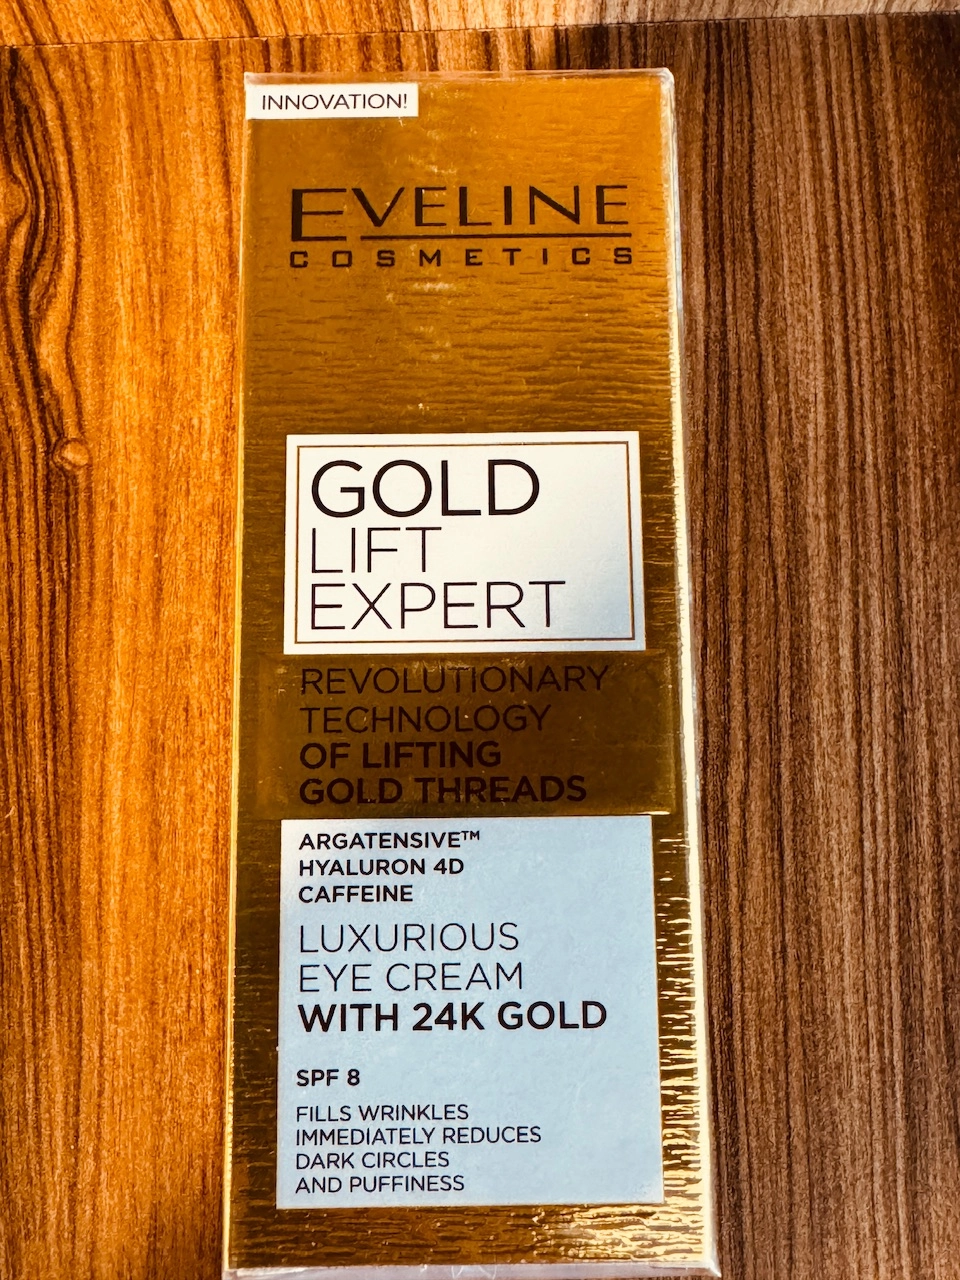 INNOVATION!
EVELINE
COSMETICS
GOLD
LIFT
EXPERT
REVOLUTIONARY
TECHNOLOGY
OF LIFTING
GOLD THREADS
ARGATENSIVE™
HYALURON 4D
CAFFEINE
LUXURIOUS
EYE CREAM
WITH 24K GOLD
SPF 8
FILLS WRINKLES
IMMEDIATELY REDUCES
DARK CIRCLES
AND PUFFINESS